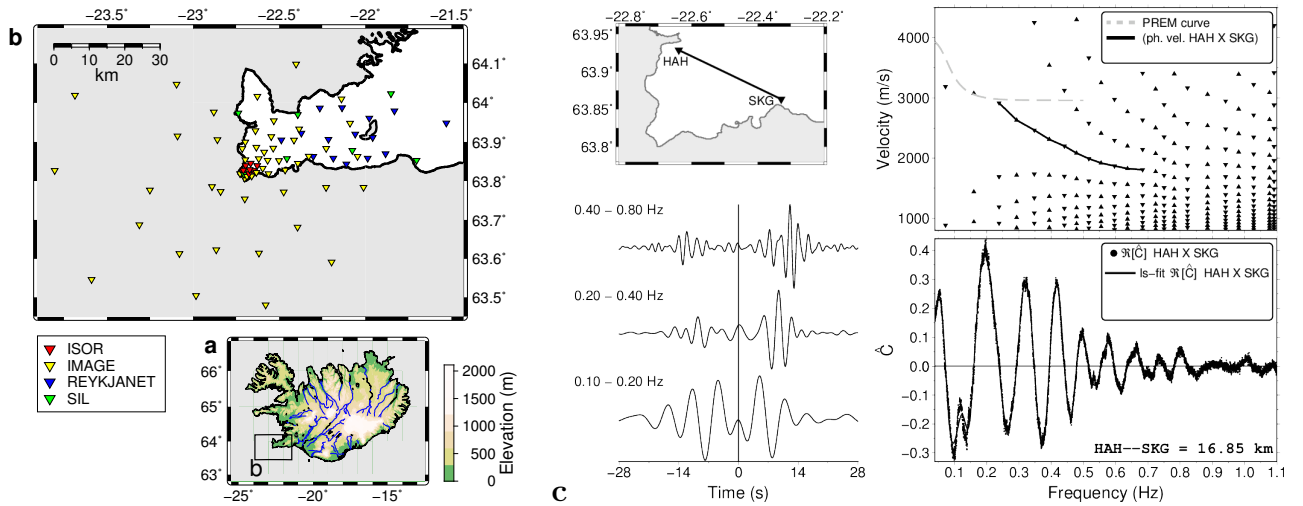 b
−23.5 −23 −22.5 −22 −21.5
0 10 20 30
km
64.1°
64°
63.9°
63.8°
63.7°
63.6°
63.5°
ISOR
IMAGE
REYKJANET
SIL
a
66°
65°
64°
63°
b
−25° −20° −15°
2000
1500
1000
500
0
Elevation (m)
c
−22.8 −22.6 −22.4 −22.2
63.95
63.9
63.85
63.8
HAH
SKG
0.40 − 0.80 Hz
0.20 − 0.40 Hz
0.10 − 0.20 Hz
−28 −14 0 14 28
Time (s)
Velocity (m/s)
4000
3000
2000
1000
PREM curve
(ph. vel. HAH X SKG)
Ĉ
0.4
0.3
0.2
0.1
0.0
−0.1
−0.2
−0.3
ℜ[Ĉ] HAH X SKG
ls−fit ℜ[Ĉ] HAH X SKG
HAH−−SKG = 16.85 km
0.1 0.2 0.3 0.4 0.5 0.6 0.7 0.8 0.9 1.0 1.1
Frequency (Hz)